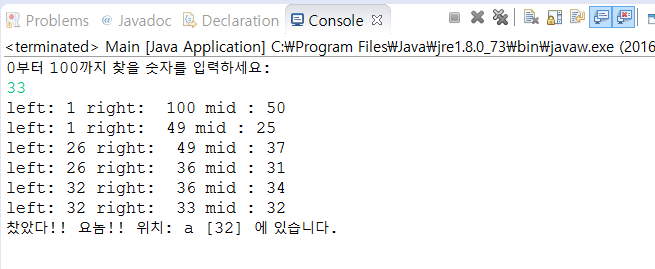 Problems @ Javadoc Declaration Console
<terminated> Main [Java Application] C:₩Program Files₩Java₩jre1.8.0_73₩bin₩javaw.exe (2016
0부터 100까지 찾을 숫자를 입력하세요:
33
left: 1 right:  100 mid : 50
left: 1 right:  49 mid : 25
left: 26 right:  49 mid : 37
left: 26 right:  36 mid : 31
left: 32 right:  36 mid : 34
left: 32 right:  33 mid : 32
찾았다!! 요놈!! 위치: a [32] 에 있습니다.